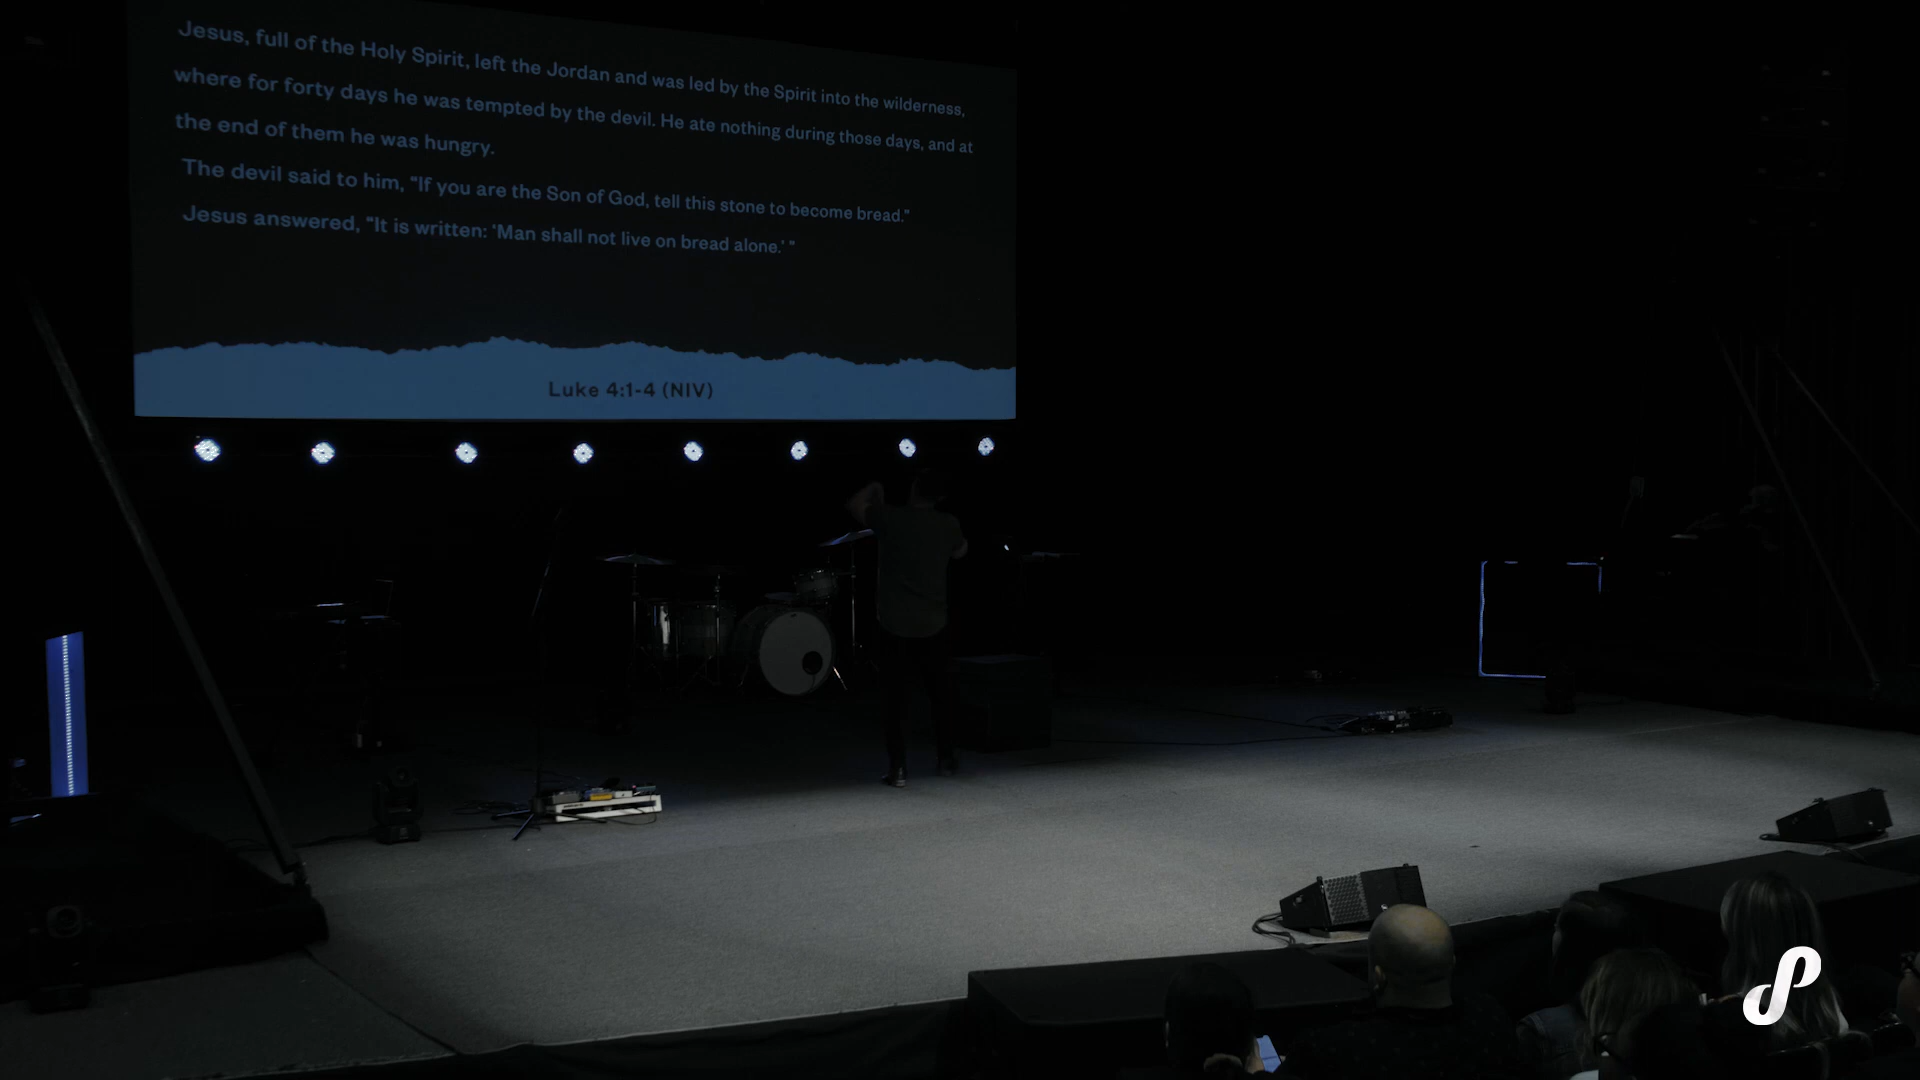 Jesus, full of the Holy Spirit, left the Jordan and was led by the Spirit into the wilderness,
where for forty days he was tempted by the devil. He ate nothing during those days, and at
the end of them he was hungry.
The devil said to him, “If you are the Son of God, tell this stone to become bread.”
Jesus answered, “It is written: ‘Man shall not live on bread alone.’ “
Luke 4:1-4 (NIV)